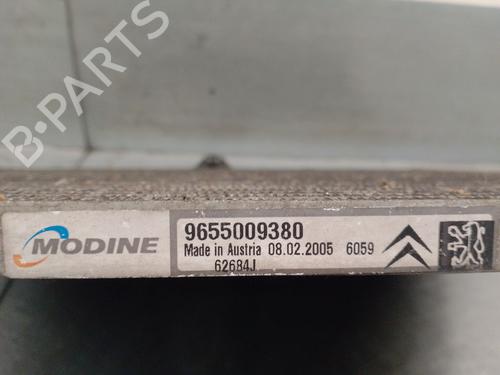 B-PARTS
MODINE
9655009380
Made in Austria 08.02.2005 6059
62684J